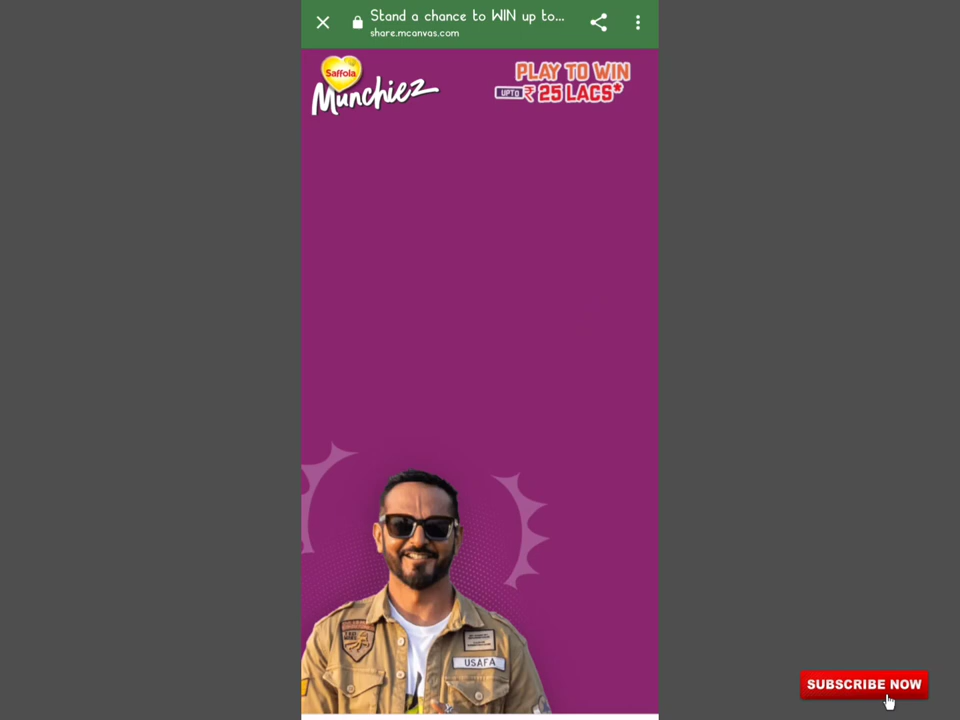 Stand a chance to WIN up to...
share.mcanvas.com
Saffola
Munchiez
PLAY TO WIN
UPTO ₹ 25 LACS*
USAFA
SUBSCRIBE NOW